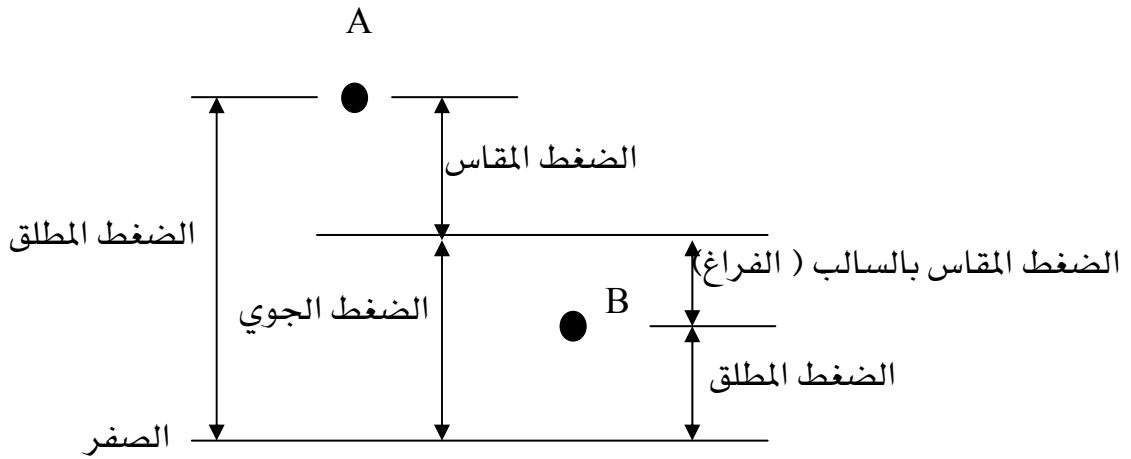 A
الضغط المقاس
الضغط المطلق
الضغط المقاس بالسالب ( الفراغ)
الضغط الجوي
B
الضغط المطلق
الصفر